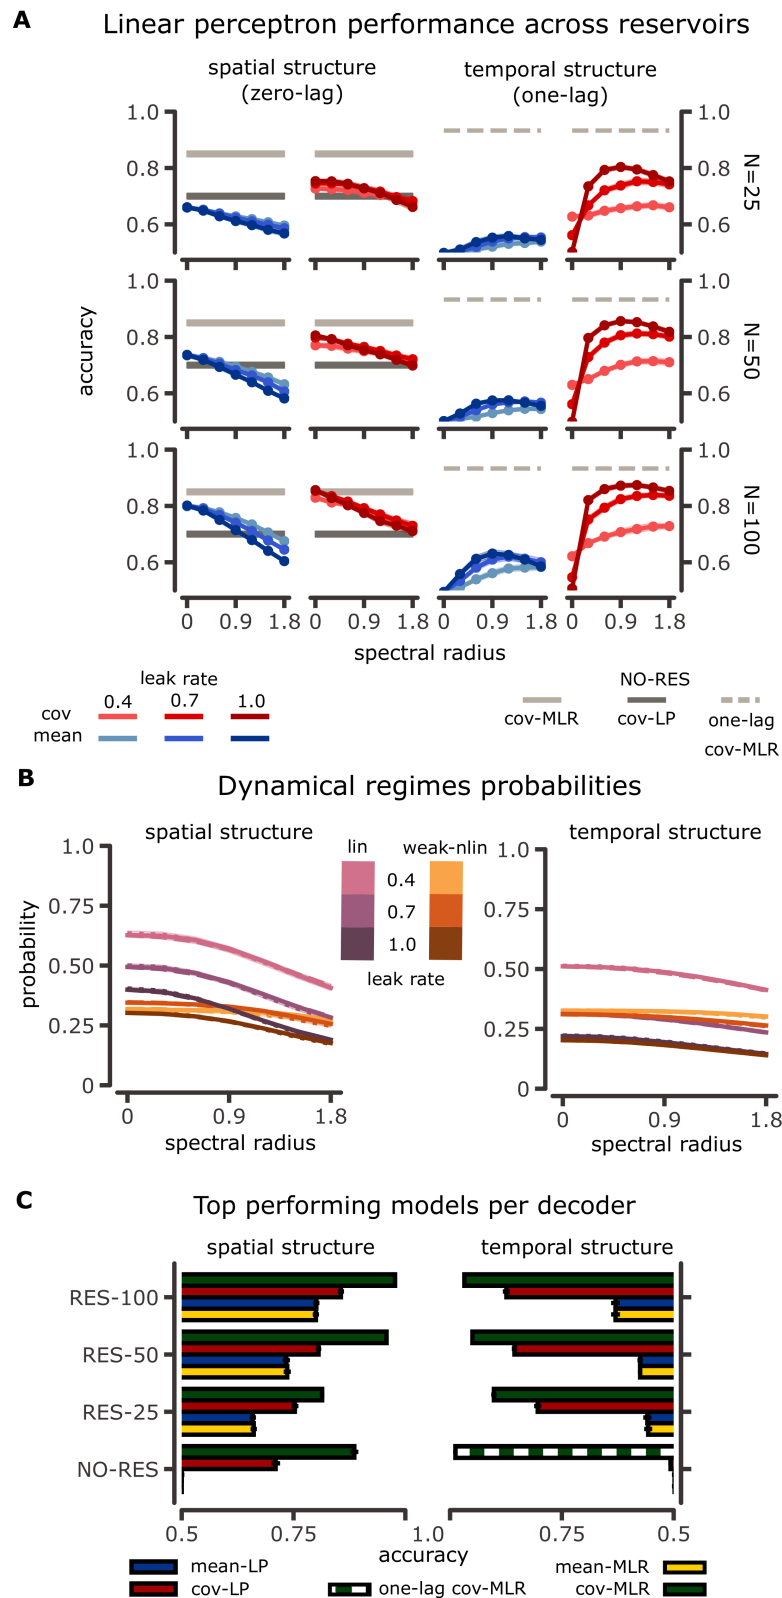 A Linear perceptron performance across reservoirs
spatial structure
(zero-lag)
temporal structure
(one-lag)
1.0
0.8
0.6
1.0
0.8
0.6
N=25
1.0
0.8
0.6
1.0
0.8
0.6
N=50
accuracy
1.0
0.8
0.6
1.0
0.8
0.6
N=100
0 0.9 1.8 0 0.9 1.8 0 0.9 1.8 0 0.9 1.8
spectral radius
leak rate
0.4 0.7 1.0
cov
mean
NO-RES
cov-MLR
cov-LP
one-lag
cov-MLR
B Dynamical regimes probabilities
spatial structure
temporal structure
lin weak-nlin
0.4
0.7
1.0
leak rate
probability
1.0
0.75
0.50
0.25
0
1.0
0.75
0.50
0.25
0
0 0.9 1.8
0 0.9 1.8
spectral radius
spectral radius
C Top performing models per decoder
spatial structure
temporal structure
RES-100
RES-50
RES-25
NO-RES
0.5 0.75 1.0 0.75 0.5
accuracy
mean-LP
cov-LP
one-lag cov-MLR
mean-MLR
cov-MLR